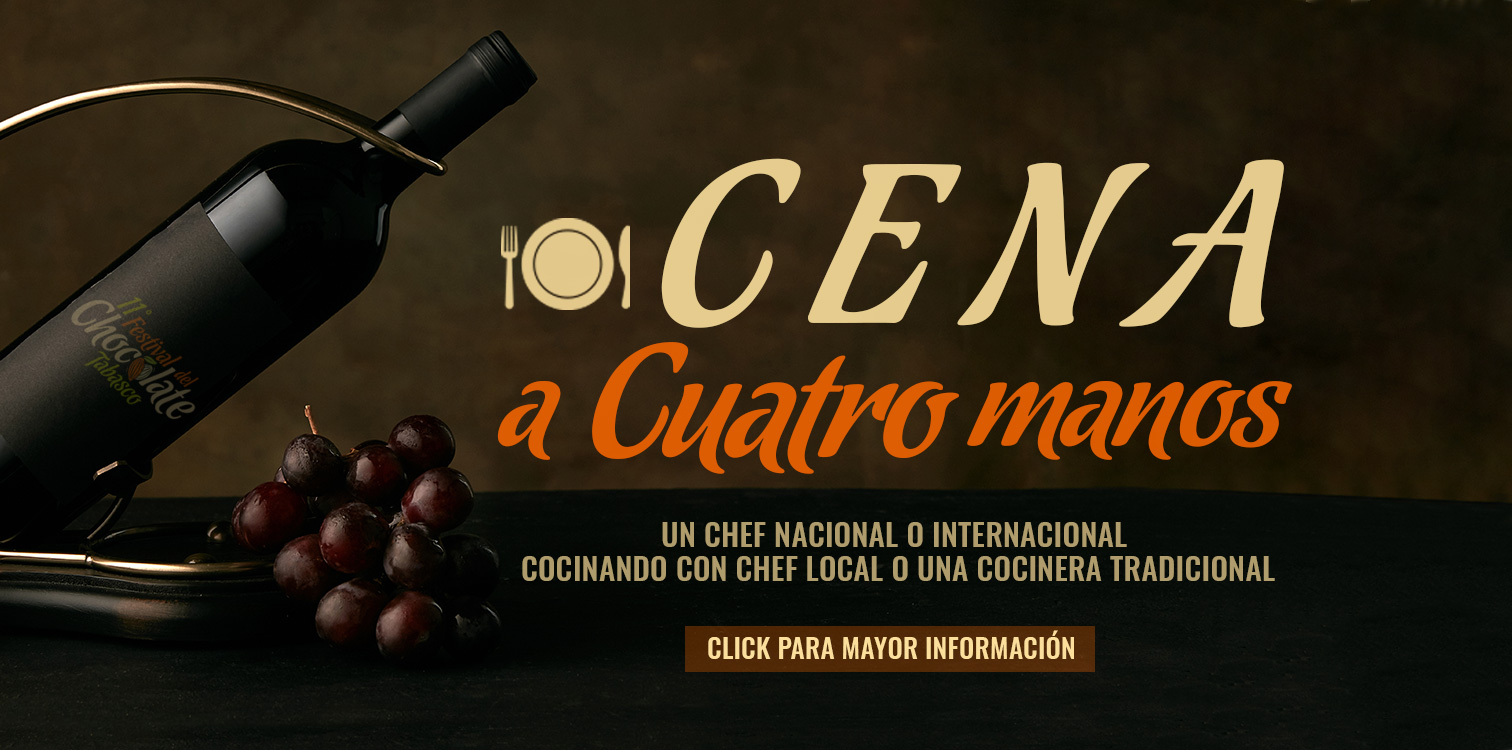 CENA
a Cuatro manos
UN CHEF NACIONAL O INTERNACIONAL
COCINANDO CON CHEF LOCAL O UNA COCINERA TRADICIONAL
CLICK PARA MAYOR INFORMACIÓN
11°
Festival del
Chocolate
Tabasco